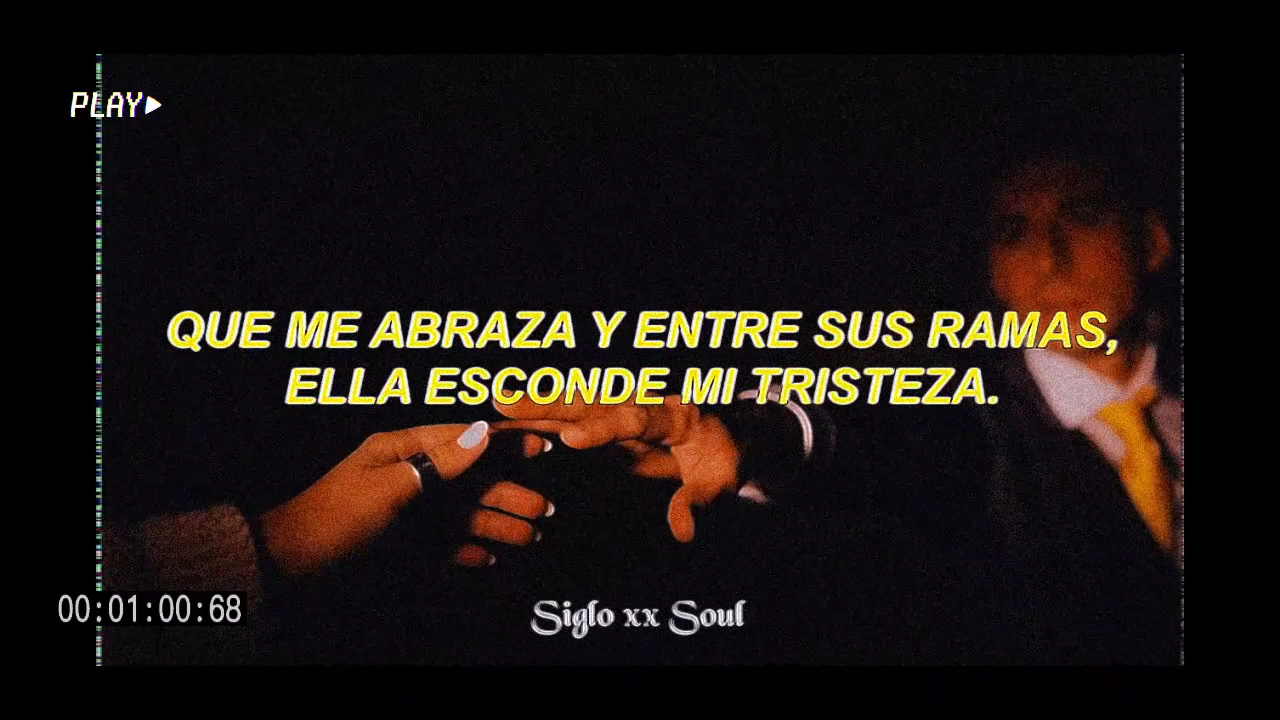 PLAY
QUE ME ABRAZA Y ENTRE SUS RAMAS,
ELLA ESCONDE MI TRISTEZA.
00:01:00:68
Siglo xx Soul